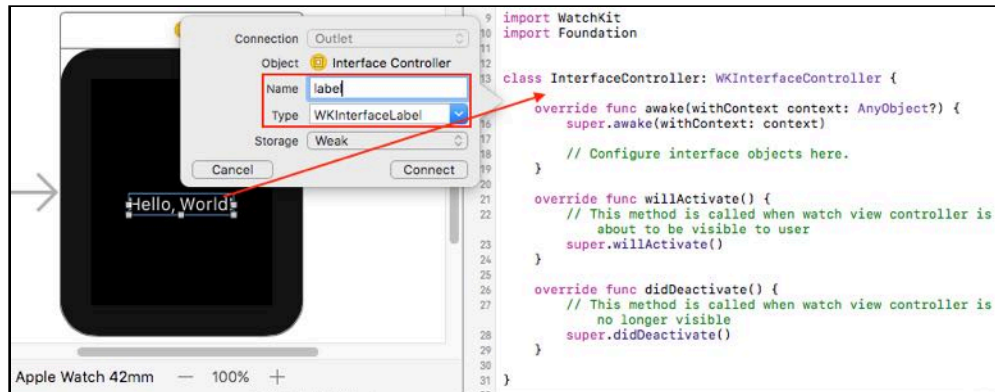 Connection Outlet
Object Interface Controller
Name label
Type WKInterfaceLabel
Storage Weak
Cancel Connect
Hello, World!
Apple Watch 42mm — 100% +
9 import WatchKit
10 import Foundation
11
12
13 class InterfaceController: WKInterfaceController {
override func awake(withContext context: AnyObject?) {
16 super.awake(withContext: context)
17
18 // Configure interface objects here.
19 }
20
21 override func willActivate() {
22 // This method is called when watch view controller is
about to be visible to user
23 super.willActivate()
24 }
25
26 override func didDeactivate() {
27 // This method is called when watch view controller is
no longer visible
28 super.didDeactivate()
29 }
30
31 }